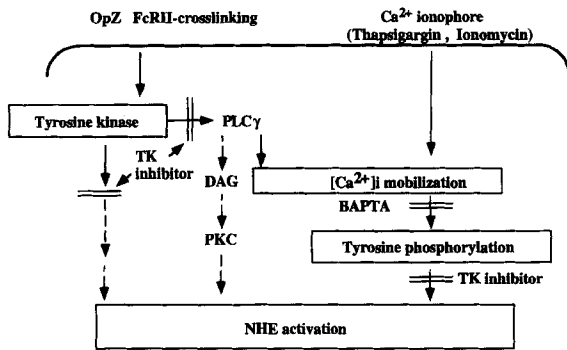 OpZ FcRII-crosslinking
Ca2+ ionophore
(Thapsigargin , Ionomycin)
Tyrosine kinase
PLCγ
TK
inhibitor
DAG
[Ca2+]i mobilization
BAPTA
PKC
Tyrosine phosphorylation
TK inhibitor
NHE activation